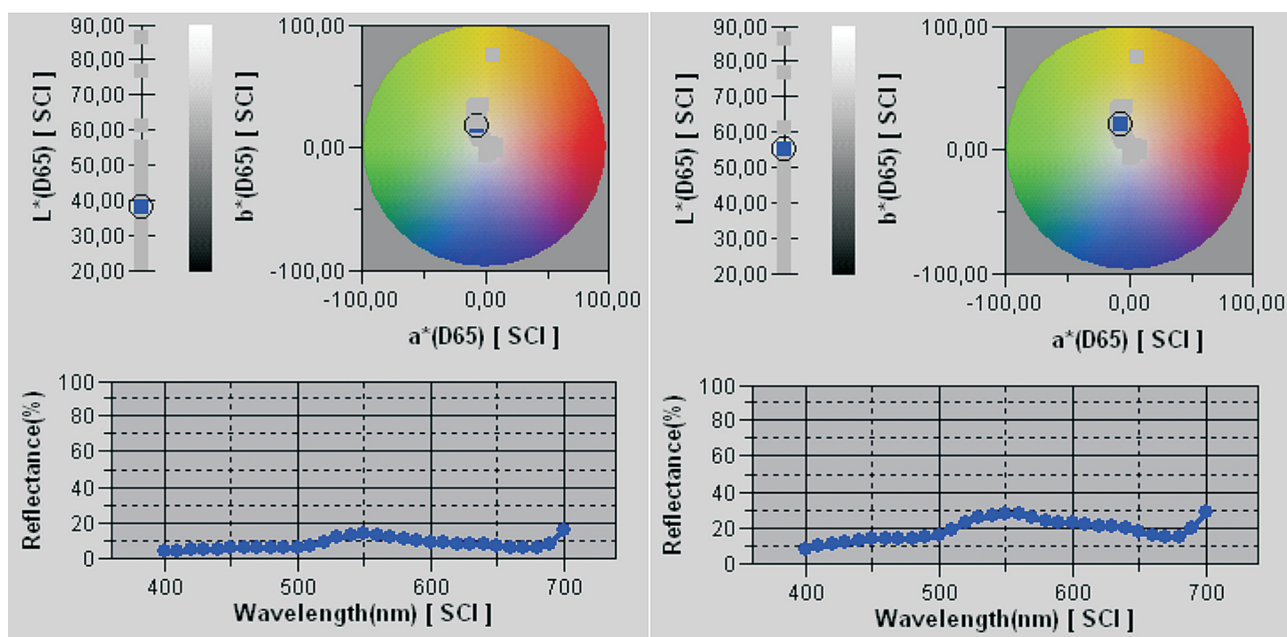 L*(D65) [ SCI ]
90,00
80,00
70,00
60,00
50,00
40,00
30,00
20,00
b*(D65) [ SCI ]
100,00
0,00
-100,00
-100,00 0,00 100,00
a*(D65) [ SCI ]
Reflectance(%)
100
80
60
40
20
0
400 500 600 700
Wavelength(nm) [ SCI ]
L*(D65) [ SCI ]
90,00
80,00
70,00
60,00
50,00
40,00
30,00
20,00
b*(D65) [ SCI ]
100,00
0,00
-100,00
-100,00 0,00 100,00
a*(D65) [ SCI ]
Reflectance(%)
100
80
60
40
20
0
400 500 600 700
Wavelength(nm) [ SCI ]